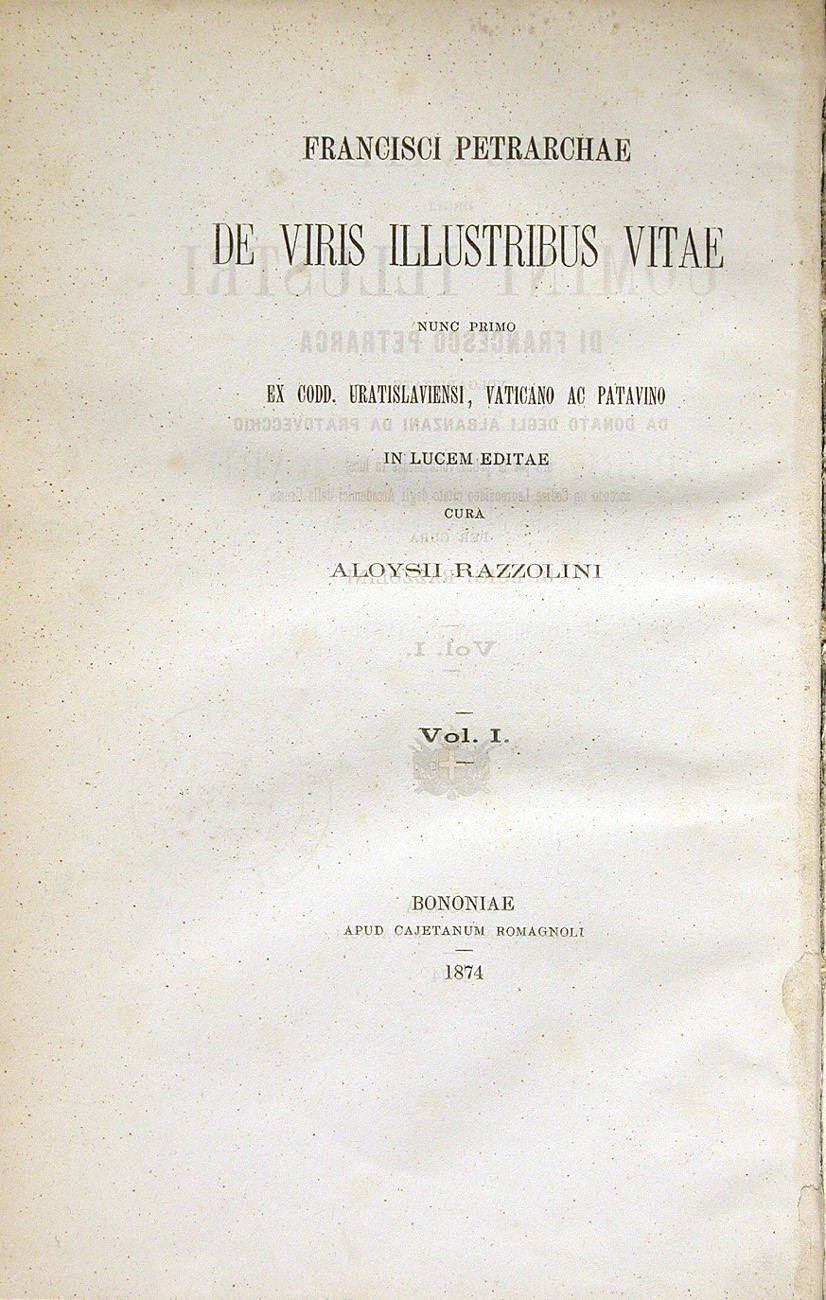 FRANCISCI PETRARCHAE
DE VIRIS ILLUSTRIBUS VITAE
NUNC PRIMO
EX CODD. URATISLAVIENSI, VATICANO AC PATAVINO
IN LUCEM EDITAE
CURA
ALOYSII RAZZOLINI
Vol. I.
BONONIAE
APUD CAJETANUM ROMAGNOLI
1874